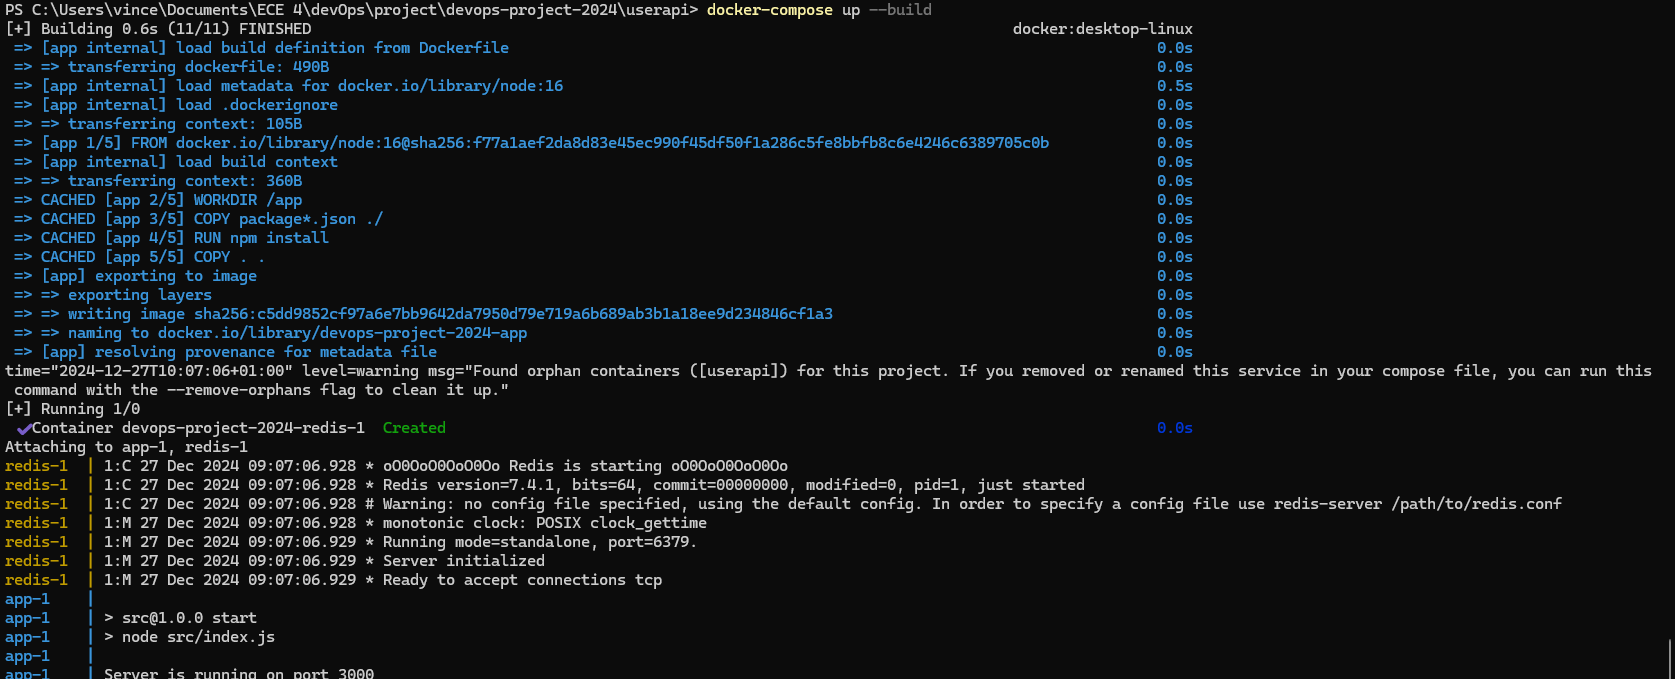 PS C:\Users\vince\Documents\ECE 4\devOps\project\devops-project-2024\userapi> docker-compose up --build
[+] Building 0.6s (11/11) FINISHED docker:desktop-linux
=> [app internal] load build definition from Dockerfile 0.0s
=> => transferring dockerfile: 490B 0.0s
=> [app internal] load metadata for docker.io/library/node:16 0.5s
=> [app internal] load .dockerignore 0.0s
=> => transferring context: 105B 0.0s
=> [app 1/5] FROM docker.io/library/node:16@sha256:f77a1aef2da8d83e45ec990f45df50f1a286c5fe8bbfb8c6e4246c6389705c0b 0.0s
=> [app internal] load build context 0.0s
=> => transferring context: 360B 0.0s
=> CACHED [app 2/5] WORKDIR /app 0.0s
=> CACHED [app 3/5] COPY package*.json ./ 0.0s
=> CACHED [app 4/5] RUN npm install 0.0s
=> CACHED [app 5/5] COPY . . 0.0s
=> [app] exporting to image 0.0s
=> => exporting layers 0.0s
=> => writing image sha256:c5dd9852cf97a6e7bb9642da7950d79e719a6b689ab3b1a18ee9d234846cf1a3 0.0s
=> => naming to docker.io/library/devops-project-2024-app 0.0s
=> [app] resolving provenance for metadata file 0.0s
time="2024-12-27T10:07:06+01:00" level=warning msg="Found orphan containers ([userapi]) for this project. If you removed or renamed this service in your compose file, you can run this
command with the --remove-orphans flag to clean it up."
[+] Running 1/0
✔Container devops-project-2024-redis-1 Created 0.0s
Attaching to app-1, redis-1
redis-1 | 1:C 27 Dec 2024 09:07:06.928 * oO0OoO0OoO0Oo Redis is starting oO0OoO0OoO0Oo
redis-1 | 1:C 27 Dec 2024 09:07:06.928 * Redis version=7.4.1, bits=64, commit=00000000, modified=0, pid=1, just started
redis-1 | 1:C 27 Dec 2024 09:07:06.928 # Warning: no config file specified, using the default config. In order to specify a config file use redis-server /path/to/redis.conf
redis-1 | 1:M 27 Dec 2024 09:07:06.928 * monotonic clock: POSIX clock_gettime
redis-1 | 1:M 27 Dec 2024 09:07:06.929 * Running mode=standalone, port=6379.
redis-1 | 1:M 27 Dec 2024 09:07:06.929 * Server initialized
redis-1 | 1:M 27 Dec 2024 09:07:06.929 * Ready to accept connections tcp
app-1 |
app-1 | > src@1.0.0 start
app-1 | > node src/index.js
app-1 |
app-1 | Server is running on port 3000